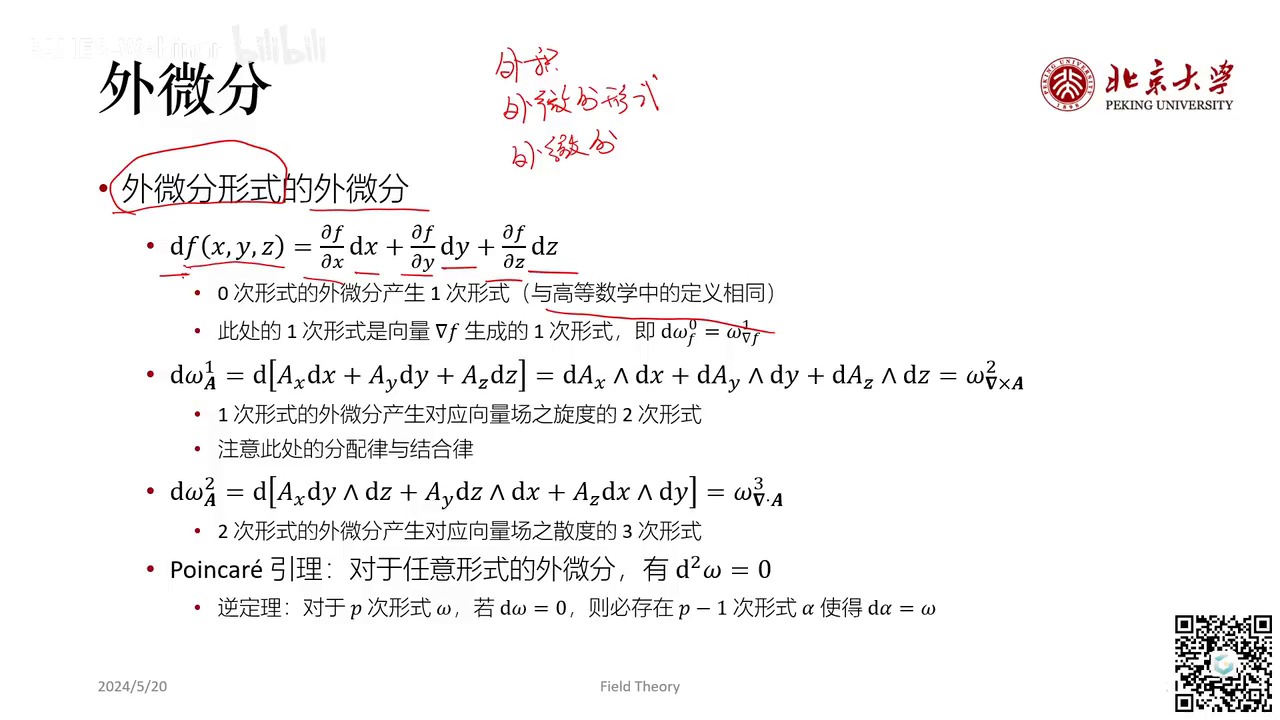 bilibili
外积
外微分形式
外微分
外微分
北京大学
PEKING UNIVERSITY
• 外微分形式的外微分
• df(x, y, z) = ∂f/∂x dx + ∂f/∂y dy + ∂f/∂z dz
• 0 次形式的外微分产生 1 次形式（与高等数学中的定义相同）
• 此处的 1 次形式是向量 ∇f 生成的 1 次形式，即 dω⁰_f = ω¹_∇f
• dω¹_𝑨 = d[A_x dx + A_y dy + A_z dz] = dA_x ∧ dx + dA_y ∧ dy + dA_z ∧ dz = ω²_𝛁×𝑨
• 1 次形式的外微分产生对应向量场之旋度的 2 次形式
• 注意此处的分配律与结合律
• dω²_𝑨 = d[A_x dy ∧ dz + A_y dz ∧ dx + A_z dx ∧ dy] = ω³_𝛁·𝑨
• 2 次形式的外微分产生对应向量场之散度的 3 次形式
• Poincaré 引理：对于任意形式的外微分，有 d²ω = 0
• 逆定理：对于 p 次形式 ω，若 dω = 0，则必存在 p − 1 次形式 α 使得 dα = ω
2024/5/20
Field Theory